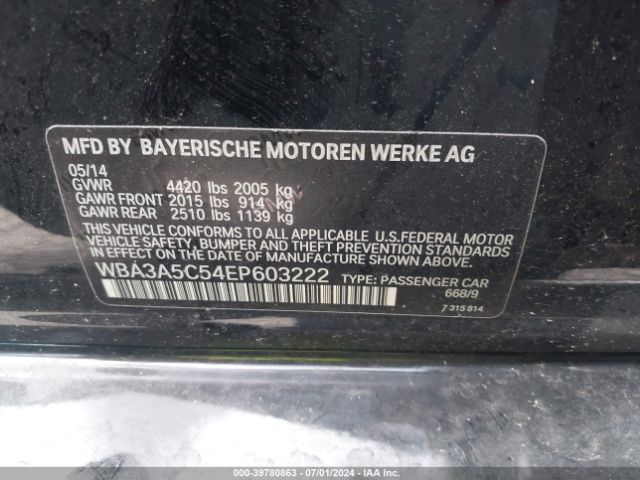 MFD BY BAYERISCHE MOTOREN WERKE AG
05/14
GVWR 4420 lbs 2005 kg
GAWR FRONT 2015 lbs 914 kg
GAWR REAR 2510 lbs 1139 kg
THIS VEHICLE CONFORMS TO ALL APPLICABLE U.S.FEDERAL MOTOR
VEHICLE SAFETY, BUMPER, AND THEFT PREVENTION STANDARDS
IN EFFECT ON THE DATE OF MANUFACTURE SHOWN ABOVE.
WBA3A5C54EP603222 TYPE: PASSENGER CAR
668/9
7 315 814
000-39780863 - 07/01/2024 - IAA Inc.